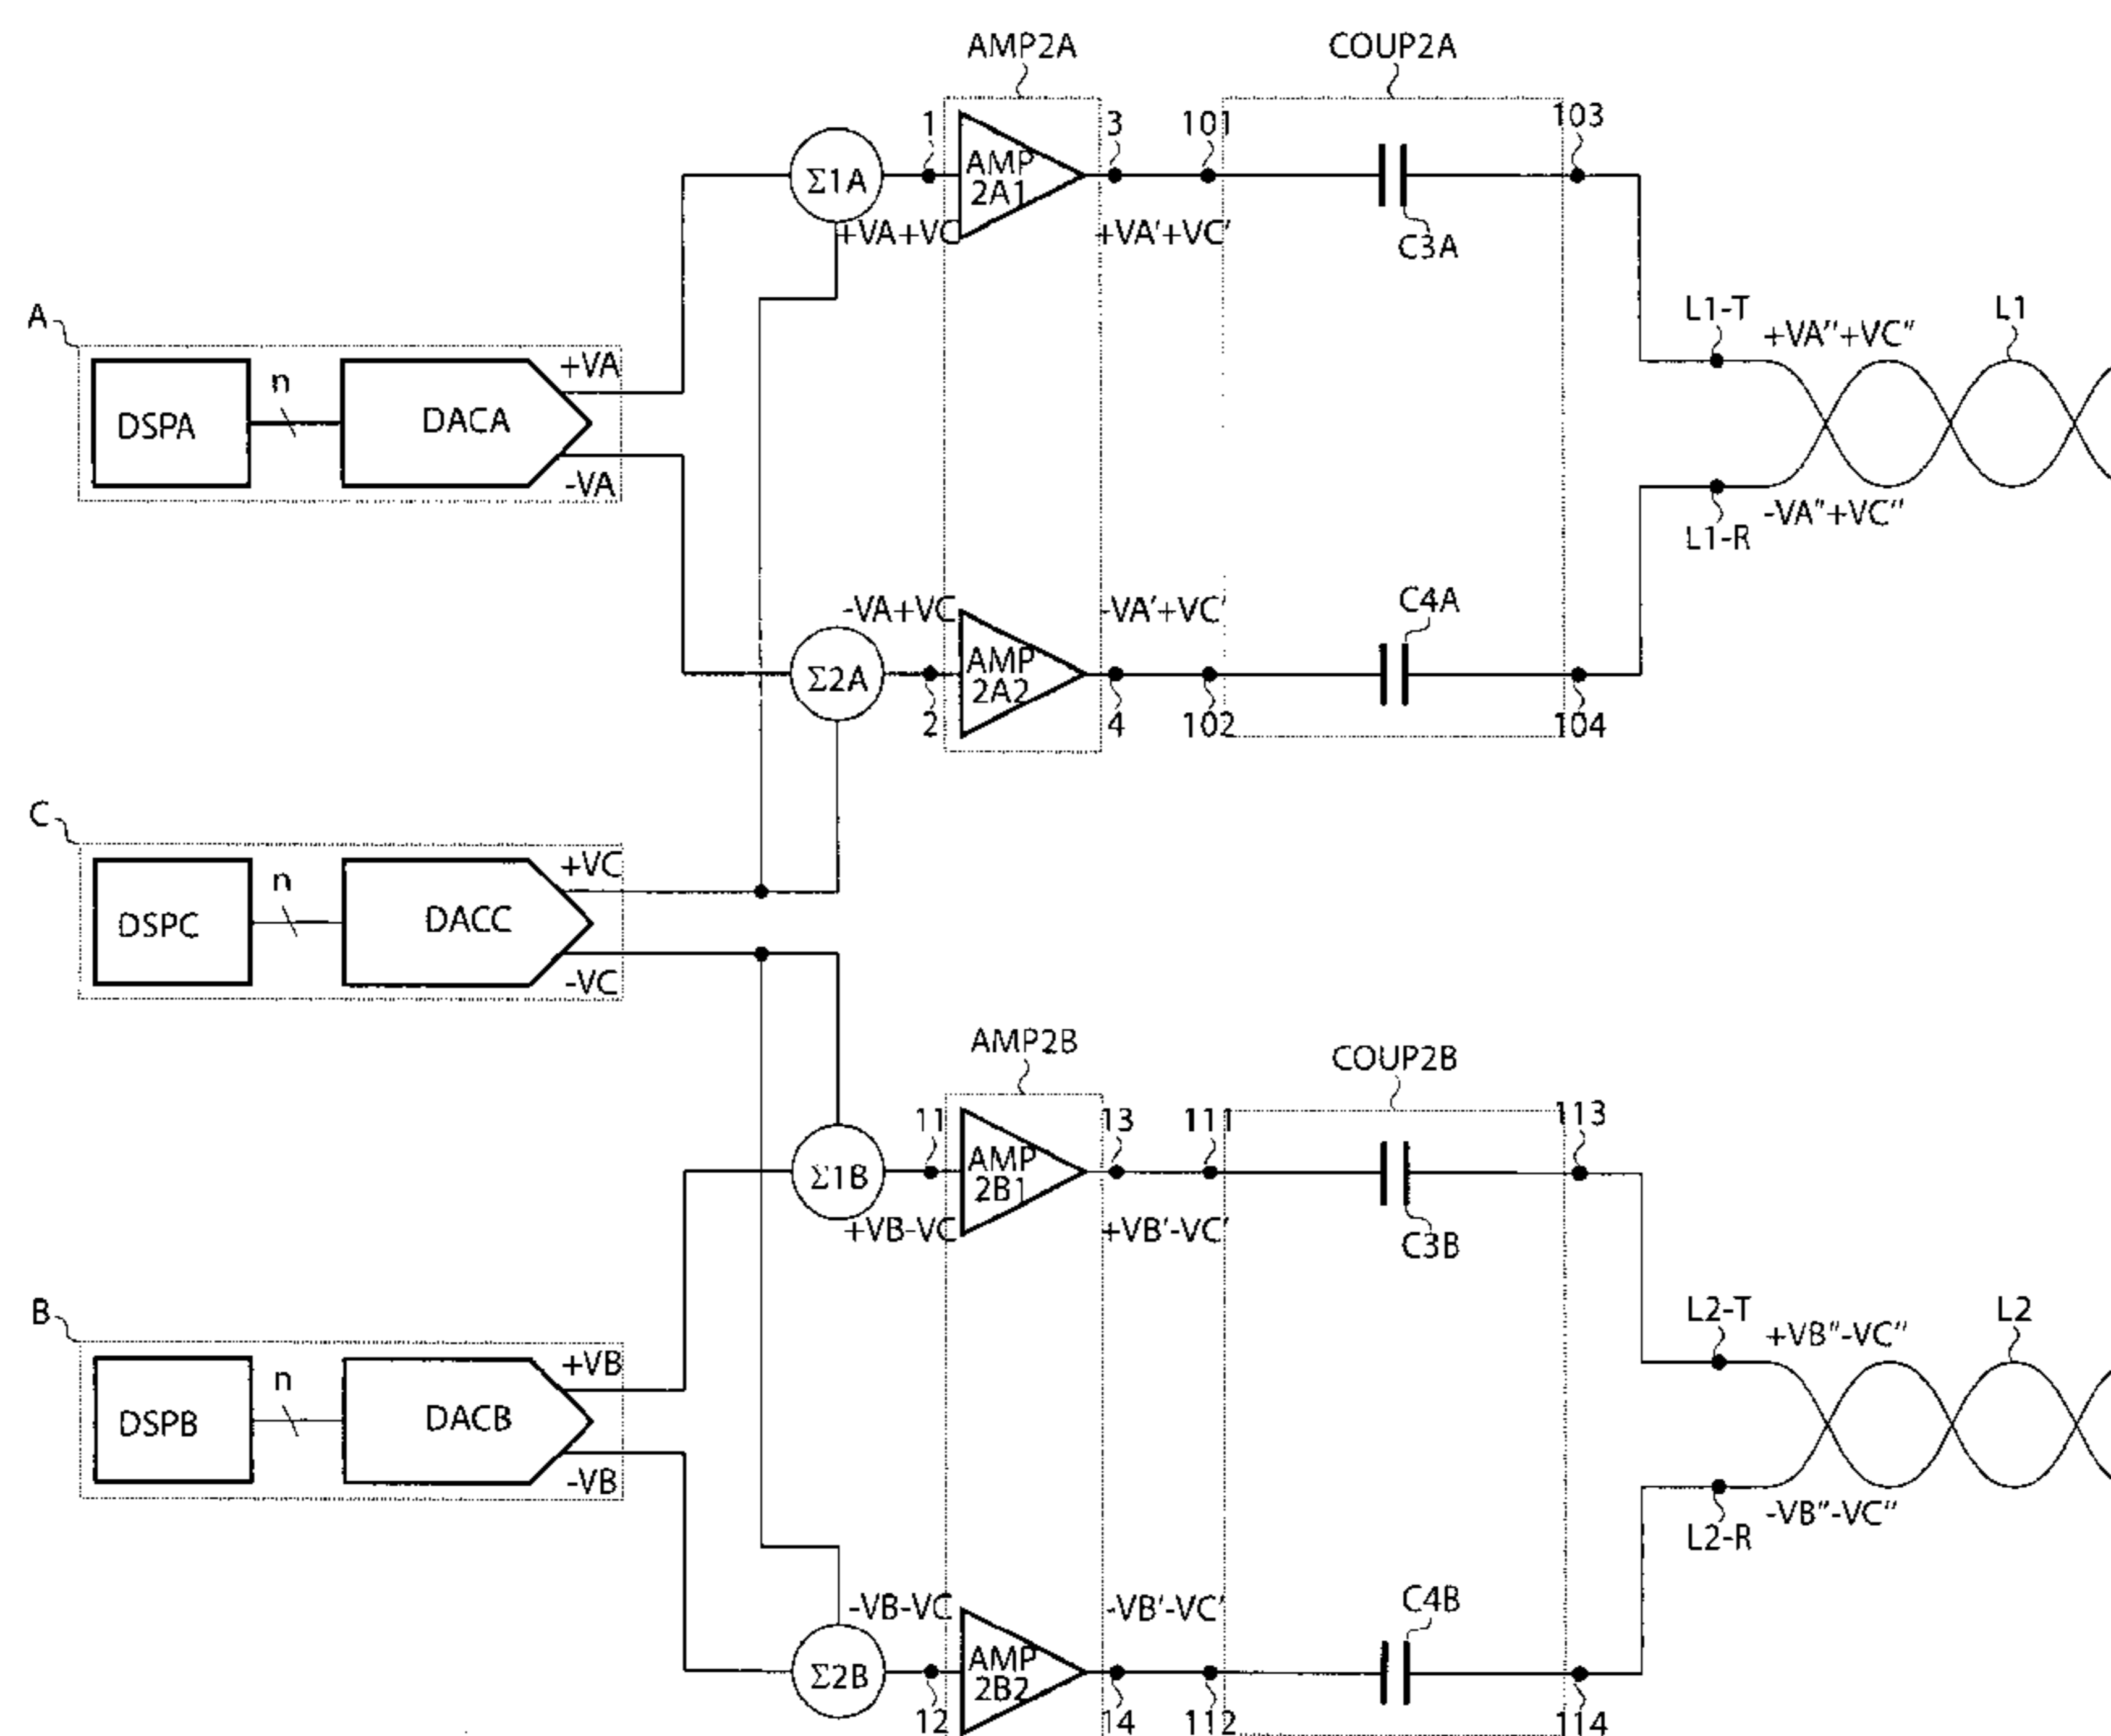 AMP2A COUP2A
1 3 101 103
Σ1A AMP 2A1
+VA+VC +VA'+VC' C3A
A L1-T +VA"+VC" L1
DSPA n DACA +VA
-VA
-VA"+VC"
L1-R
C4A
-VA+VC -VA'+VC'
Σ2A AMP 2A2
2 4 102 104
C
DSPC n DACC +VC
-VC
AMP2B COUP2B
11 13 111 113
Σ1B AMP 2B1
+VB-VC +VB'-VC' C3B
B L2-T +VB"-VC" L2
DSPB n DACB +VB
-VB
-VB"-VC"
L2-R
C4B
-VB-VC -VB'-VC'
Σ2B AMP 2B2
12 14 112 114